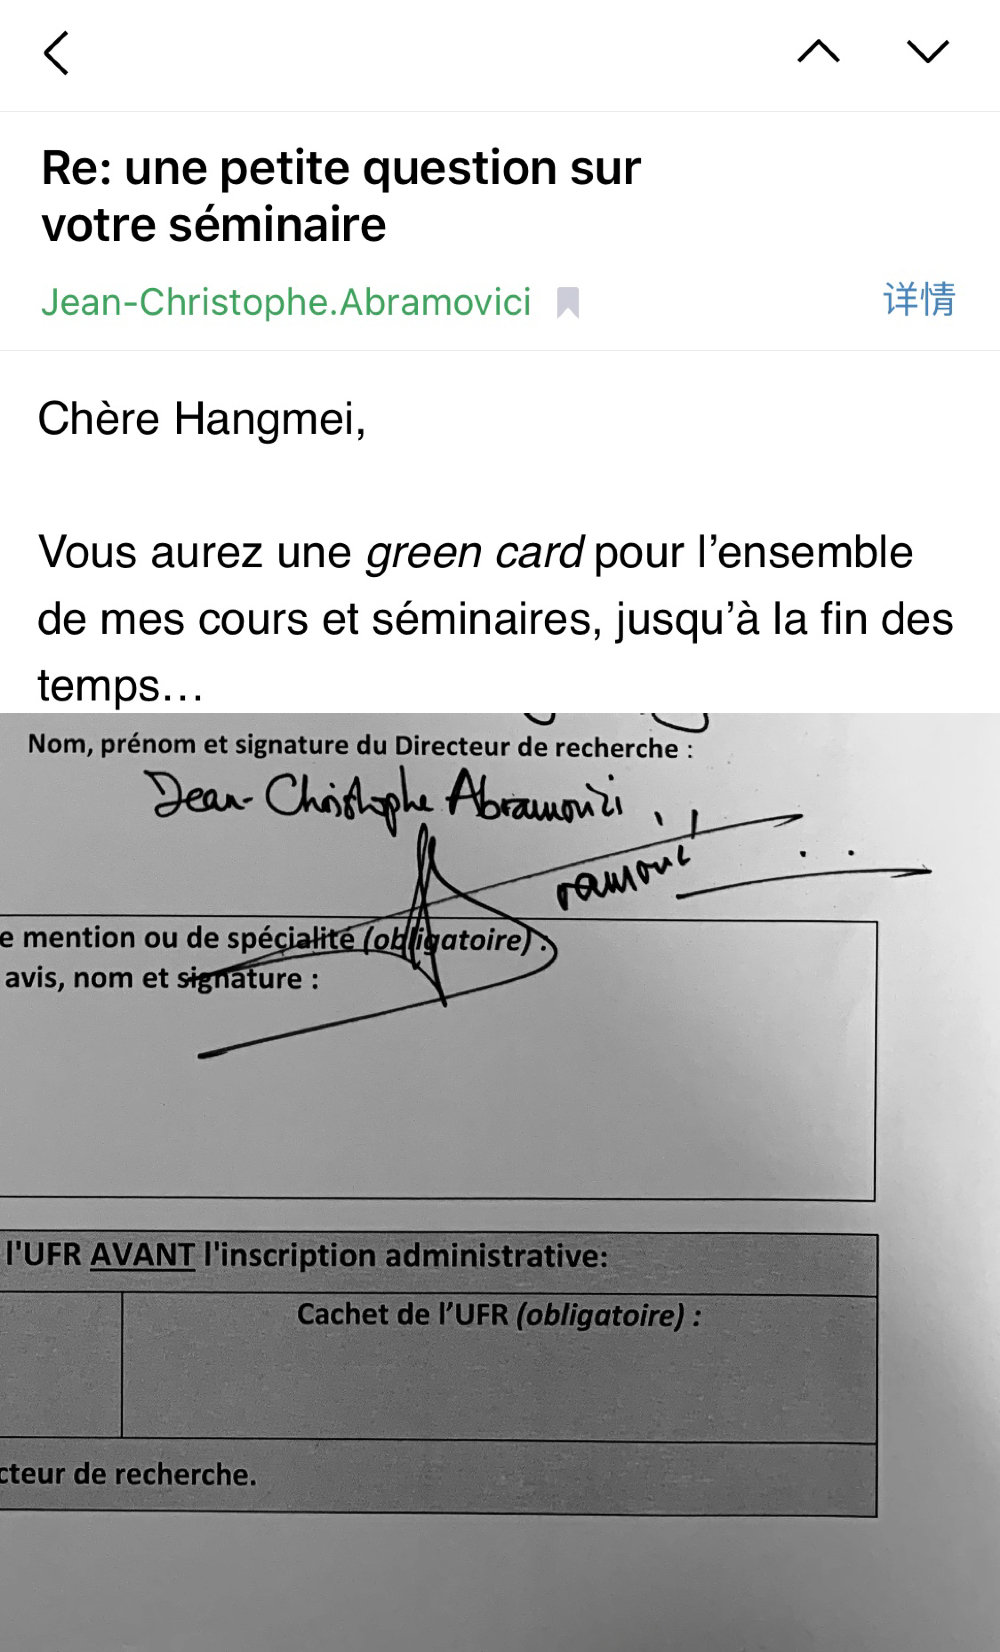 Re: une petite question sur
votre séminaire
Jean-Christophe.Abramovici
详情
Chère Hangmei,
Vous aurez une green card pour l’ensemble
de mes cours et séminaires, jusqu’à la fin des
temps…
Nom, prénom et signature du Directeur de recherche :
Jean-Christophe Abramovici
e mention ou de spécialité (obligatoire) :
avis, nom et signature :
l'UFR AVANT l'inscription administrative:
Cachet de l’UFR (obligatoire) :
cteur de recherche.